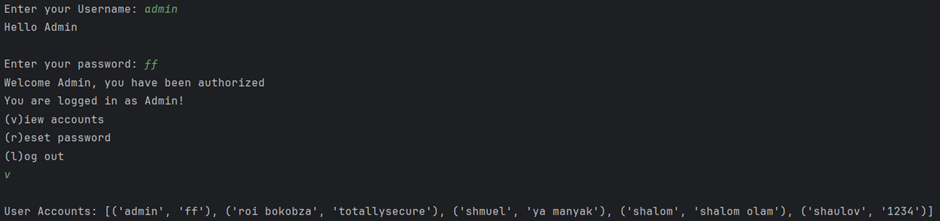 Enter your Username: admin
Hello Admin
Enter your password: ff
Welcome Admin, you have been authorized
You are logged in as Admin!
(v)iew accounts
(r)eset password
(l)og out
v
User Accounts: [('admin', 'ff'), ('roi bokobza', 'totallysecure'), ('shmuel', 'ya manyak'), ('shalom', 'shalom olam'), ('shaulov', '1234')]